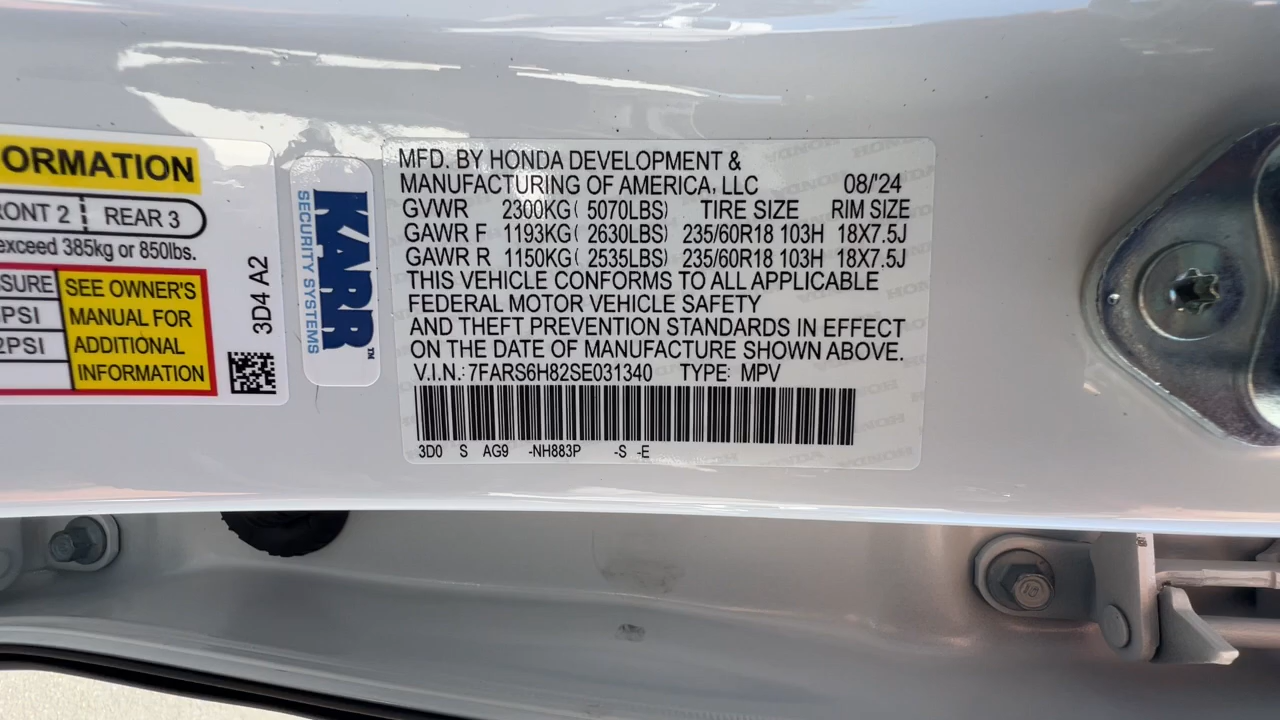 ORMATION
RONT 2 REAR 3
exceed 385kg or 850lbs.
SURE
PSI
2PSI
SEE OWNER'S
MANUAL FOR
ADDITIONAL
INFORMATION
3D4 A2
KARR™
SECURITY SYSTEMS
MFD. BY HONDA DEVELOPMENT &
MANUFACTURING OF AMERICA, LLC 08/'24
GVWR 2300KG( 5070LBS) TIRE SIZE RIM SIZE
GAWR F 1193KG( 2630LBS) 235/60R18 103H 18X7.5J
GAWR R 1150KG( 2535LBS) 235/60R18 103H 18X7.5J
THIS VEHICLE CONFORMS TO ALL APPLICABLE
FEDERAL MOTOR VEHICLE SAFETY
AND THEFT PREVENTION STANDARDS IN EFFECT
ON THE DATE OF MANUFACTURE SHOWN ABOVE.
V.I.N.: 7FARS6H82SE031340 TYPE: MPV
3D0 S AG9 -NH883P -S -E